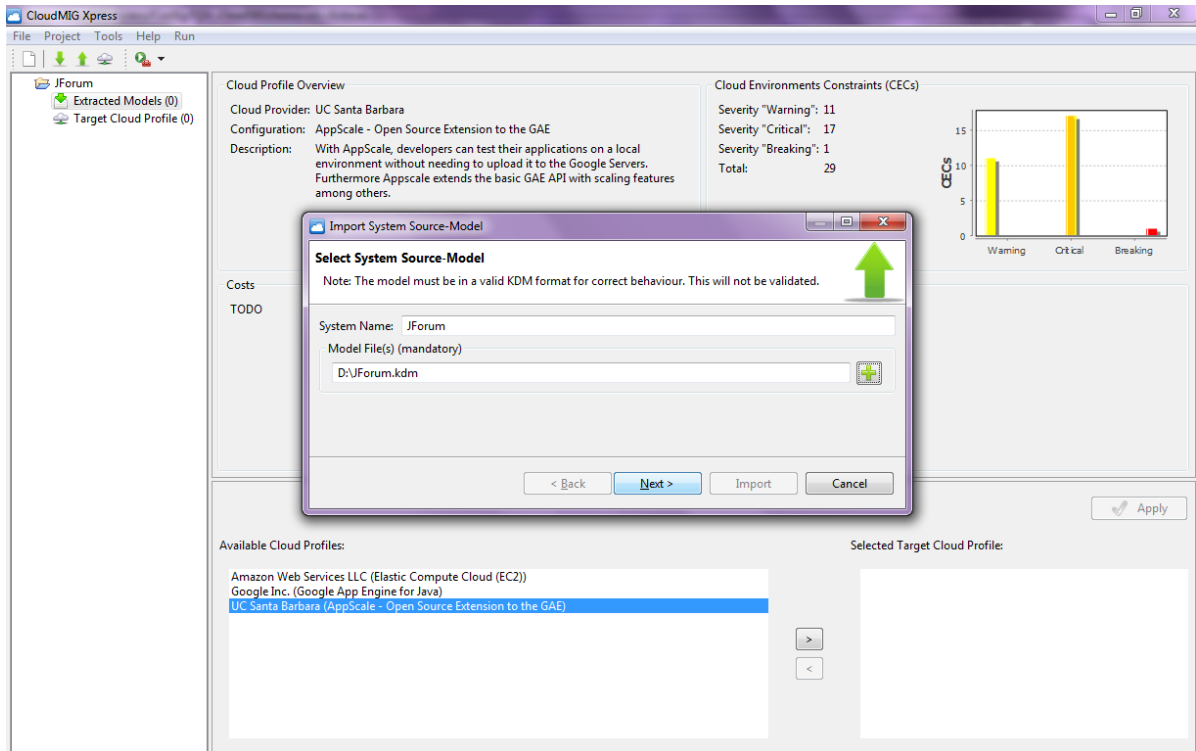 CloudMIG Xpress
File Project Tools Help Run
JForum
Extracted Models (0)
Target Cloud Profile (0)
Cloud Profile Overview
Cloud Provider: UC Santa Barbara
Configuration: AppScale - Open Source Extension to the GAE
Description: With AppScale, developers can test their applications on a local
environment without needing to upload it to the Google Servers.
Furthermore Appscale extends the basic GAE API with scaling features
among others.
Cloud Environments Constraints (CECs)
Severity "Warning": 11
Severity "Critical": 17
Severity "Breaking": 1
Total: 29
CECs
15
10
5
0
Warning Critical Breaking
Costs
TODO
Import System Source-Model
Select System Source-Model
Note: The model must be in a valid KDM format for correct behaviour. This will not be validated.
System Name: JForum
Model File(s) (mandatory)
D:\JForum.kdm
< Back Next > Import Cancel
Apply
Available Cloud Profiles:
Amazon Web Services LLC (Elastic Compute Cloud (EC2))
Google Inc. (Google App Engine for Java)
UC Santa Barbara (AppScale - Open Source Extension to the GAE)
>
<
Selected Target Cloud Profile: